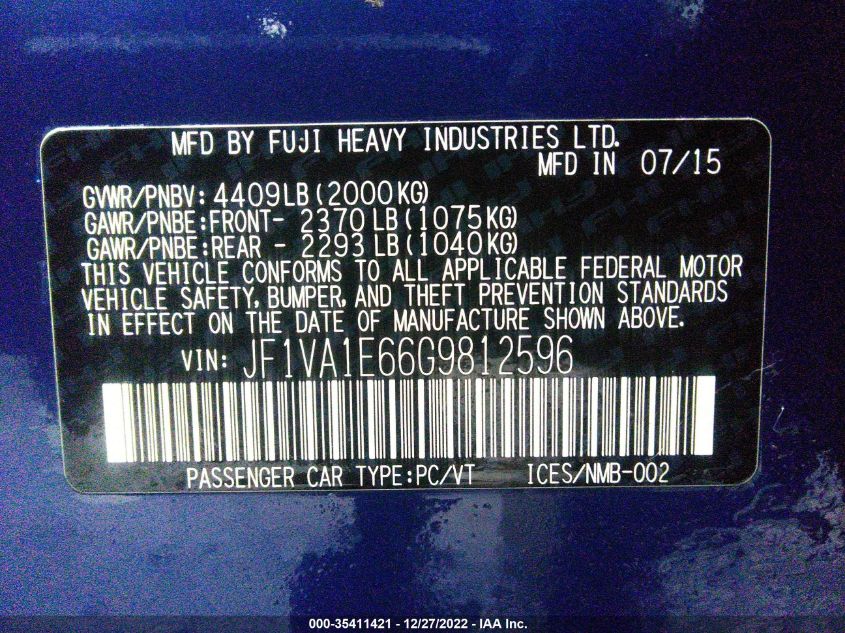 MFD BY FUJI HEAVY INDUSTRIES LTD.
MFD IN 07/15
GVWR/PNBV: 4409LB (2000KG)
GAWR/PNBE:FRONT- 2370 LB (1075KG)
GAWR/PNBE:REAR - 2293 LB (1040KG)
THIS VEHICLE CONFORMS TO ALL APPLICABLE FEDERAL MOTOR
VEHICLE SAFETY, BUMPER, AND THEFT PREVENTION STANDARDS
IN EFFECT ON THE DATE OF MANUFACTURE SHOWN ABOVE.
VIN: JF1VA1E66G9812596
PASSENGER CAR TYPE:PC/VT ICES/NMB-002
000-35411421 - 12/27/2022 - IAA Inc.